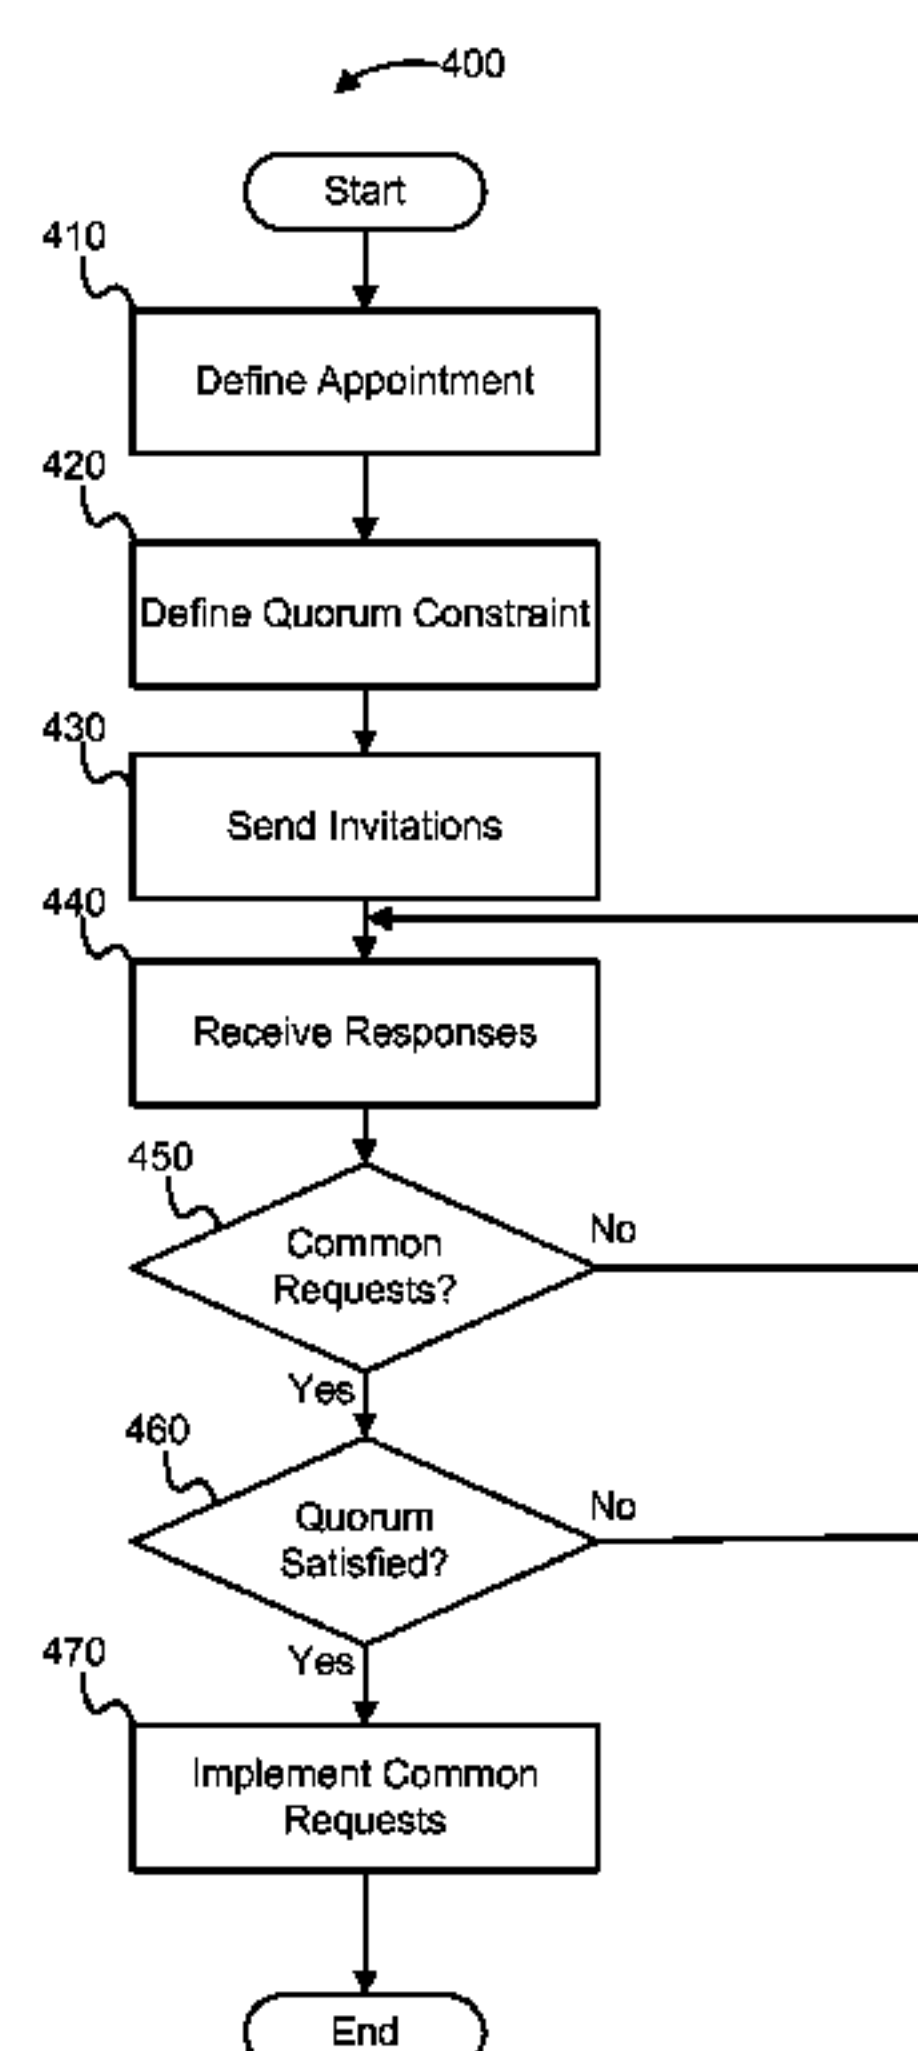 400
Start
410
Define Appointment
420
Define Quorum Constraint
430
Send Invitations
440
Receive Responses
450
Common
Requests?
No
Yes
460
Quorum
Satisfied?
No
Yes
470
Implement Common
Requests
End